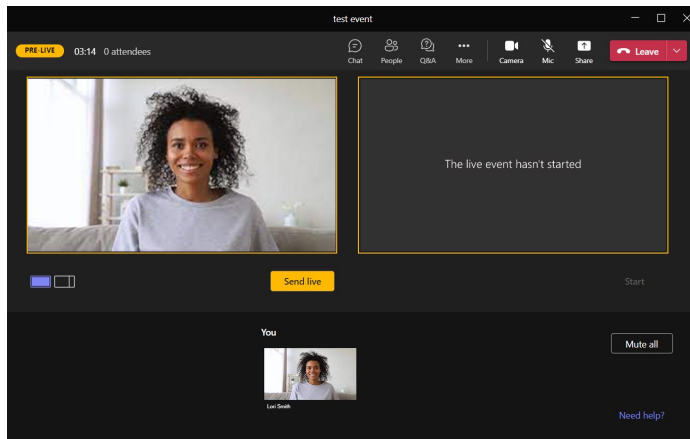 test event
PRE-LIVE 03:14 0 attendees
Chat People Q&A More Camera Mic Share Leave
The live event hasn't started
Send live
Start
You
Mute all
Lori Smith
Need help?